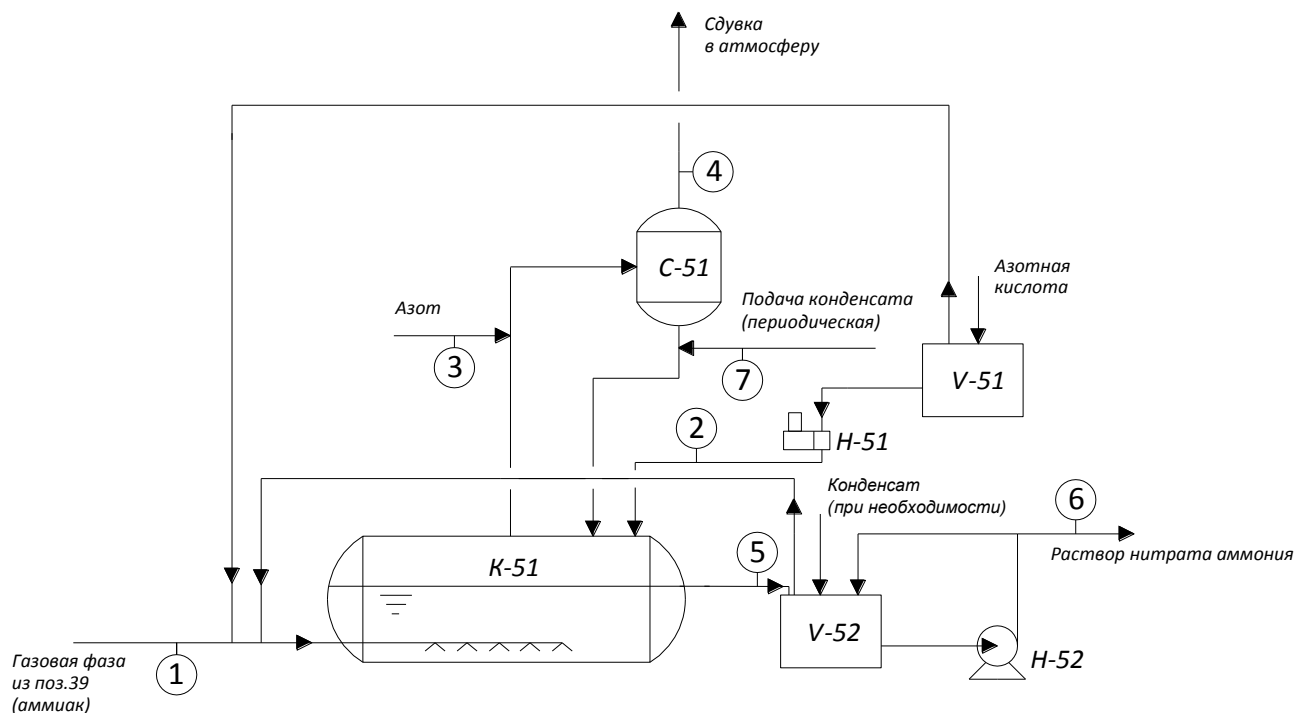 Сдувка
в атмосферу
4
С-51
Азотная
кислота
Азот
Подача конденсата
(периодическая)
3
7
V-51
2
Н-51
Конденсат
(при необходимости)
6
5
Раствор нитрата аммония
К-51
V-52
Н-52
1
Газовая фаза
из поз.39
(аммиак)